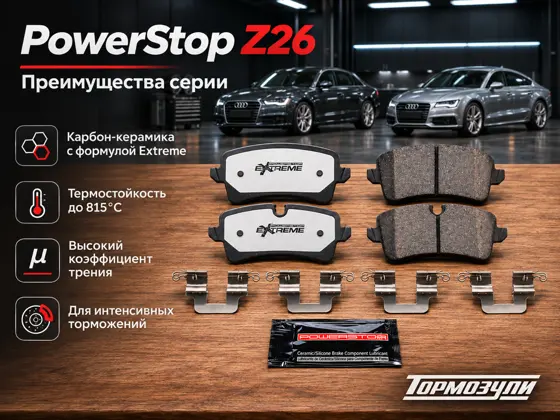 PowerStop Z26
Преимущества серии
Карбон-керамика
с формулой Extreme
Термостойкость
до 815°C
μ
Высокий
коэффициент
трения
Для интенсивных
торможений
EXTREME
EXTREME
POWERSTOP
Ceramic/Silicone Brake Component Lubricant
ТОРМОЗУЛИ